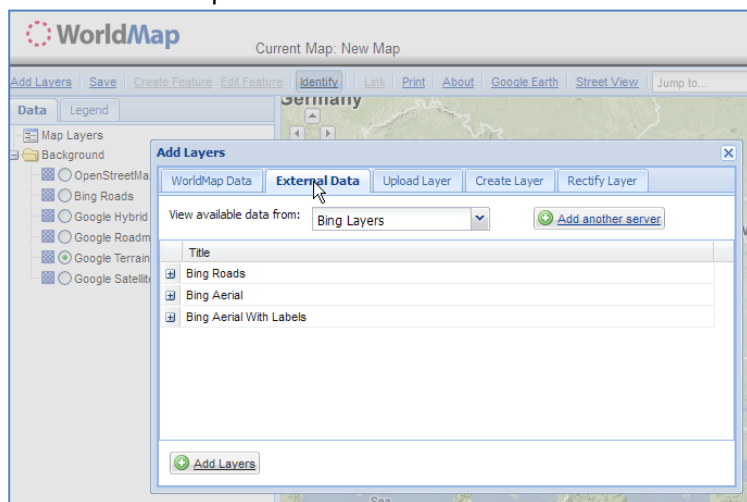 WorldMap
Current Map: New Map
Add Layers Save Create Feature Edit Feature Identify Link Print About Google Earth Street View Jump to...
Data Legend
Germany
Map Layers
Background
OpenStreetMa
Bing Roads
Google Hybrid
Google Roadm
Google Terrain
Google Satellite
Add Layers
WorldMap Data External Data Upload Layer Create Layer Rectify Layer
View available data from: Bing Layers Add another server
Title
Bing Roads
Bing Aerial
Bing Aerial With Labels
Add Layers
Sea